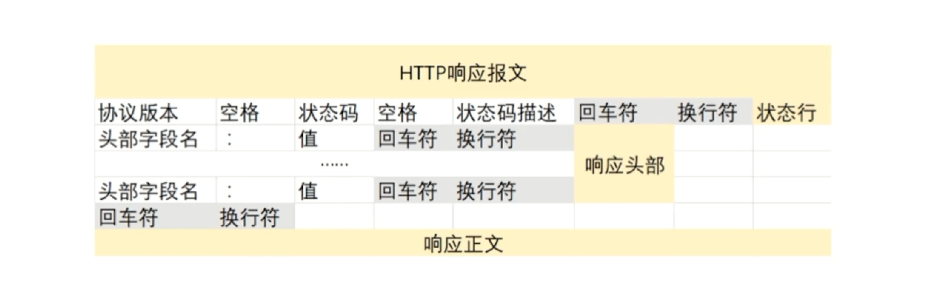 HTTP响应报文
协议版本 空格 状态码 空格 状态码描述 回车符 换行符 状态行
头部字段名 : 值 回车符 换行符
...... 响应头部
头部字段名 : 值 回车符 换行符
回车符 换行符
响应正文